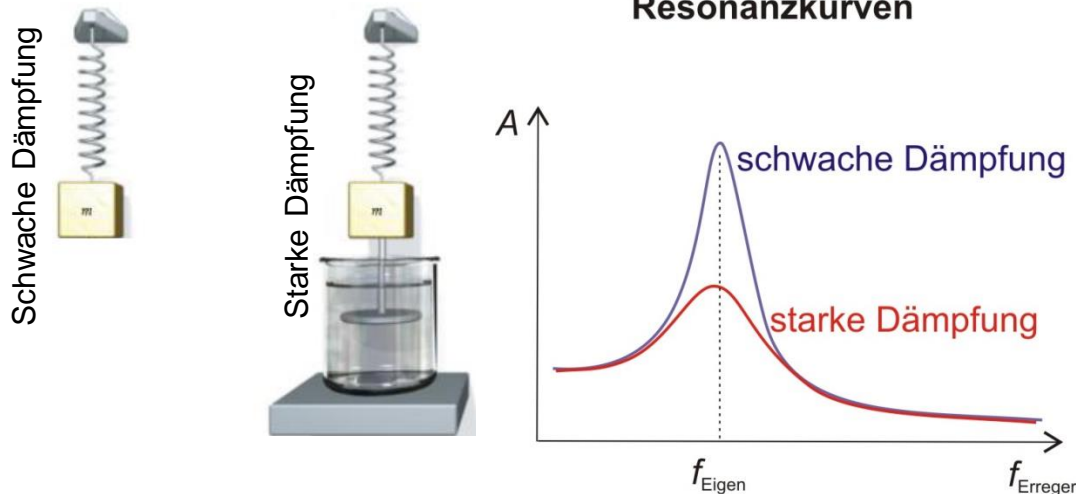 Resonanzkurven
Schwache Dämpfung
m
Starke Dämpfung
m
A
schwache Dämpfung
starke Dämpfung
fEigen
fErreger